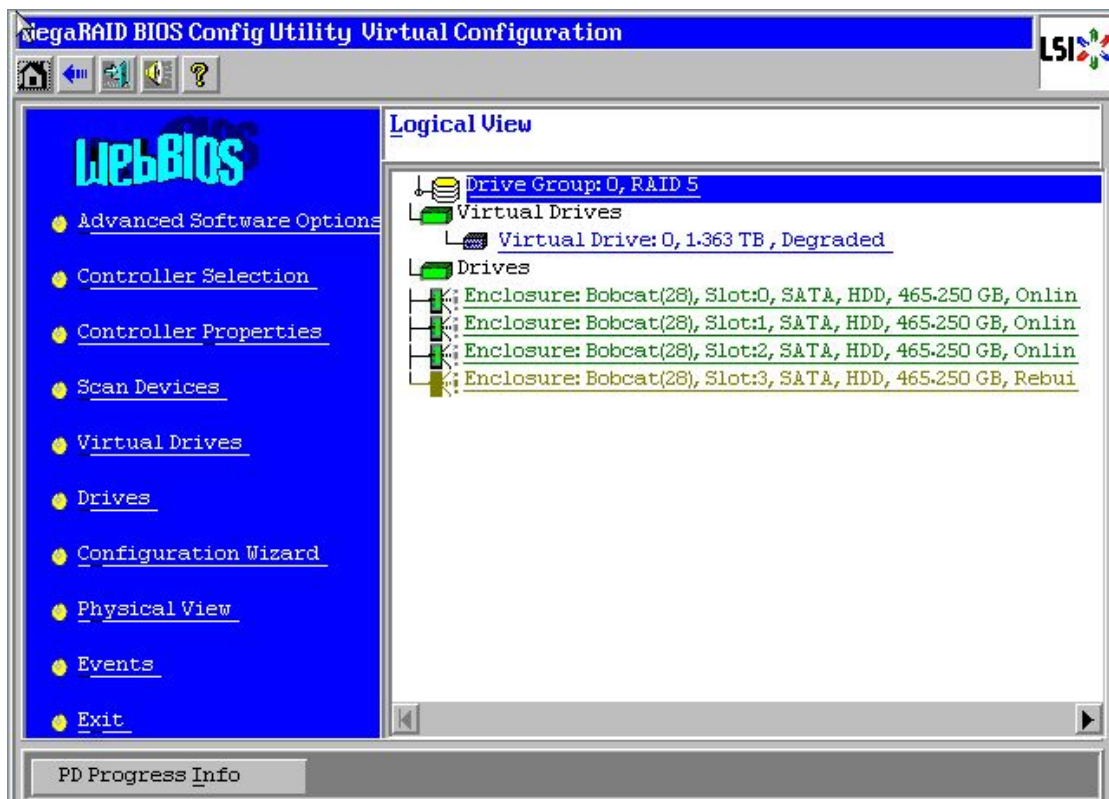 MegaRAID BIOS Config Utility Virtual Configuration
LSI
WebBIOS
Advanced Software Options
Controller Selection
Controller Properties
Scan Devices
Virtual Drives
Drives
Configuration Wizard
Physical View
Events
Exit
Logical View
Drive Group: 0, RAID 5
Virtual Drives
Virtual Drive: 0, 1.363 TB , Degraded
Drives
Enclosure: Bobcat(28), Slot:0, SATA, HDD, 465.250 GB, Onlin
Enclosure: Bobcat(28), Slot:1, SATA, HDD, 465.250 GB, Onlin
Enclosure: Bobcat(28), Slot:2, SATA, HDD, 465.250 GB, Onlin
Enclosure: Bobcat(28), Slot:3, SATA, HDD, 465.250 GB, Rebui
PD Progress Info